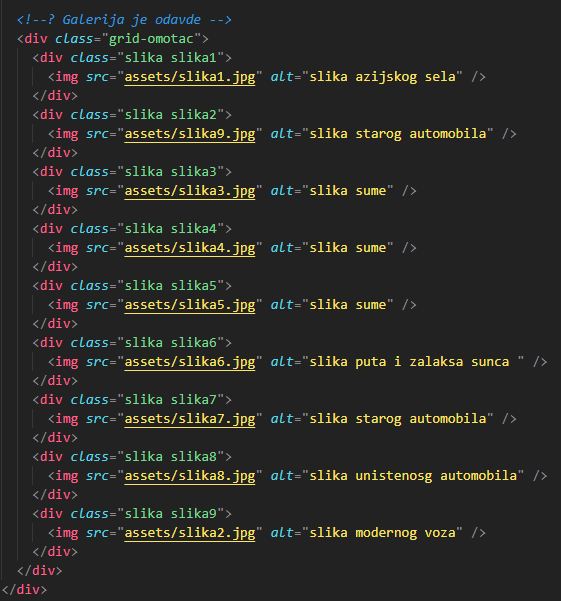 <!--? Galerija je odavde -->
<div class="grid-omotac">
<div class="slika slika1">
<img src="assets/slika1.jpg" alt="slika azijskog sela" />
</div>
<div class="slika slika2">
<img src="assets/slika9.jpg" alt="slika starog automobila" />
</div>
<div class="slika slika3">
<img src="assets/slika3.jpg" alt="slika sume" />
</div>
<div class="slika slika4">
<img src="assets/slika4.jpg" alt="slika sume" />
</div>
<div class="slika slika5">
<img src="assets/slika5.jpg" alt="slika sume" />
</div>
<div class="slika slika6">
<img src="assets/slika6.jpg" alt="slika puta i zalaksa sunca " />
</div>
<div class="slika slika7">
<img src="assets/slika7.jpg" alt="slika starog automobila" />
</div>
<div class="slika slika8">
<img src="assets/slika8.jpg" alt="slika unistenosg automobila" />
</div>
<div class="slika slika9">
<img src="assets/slika2.jpg" alt="slika modernog voza" />
</div>
</div>
</div>